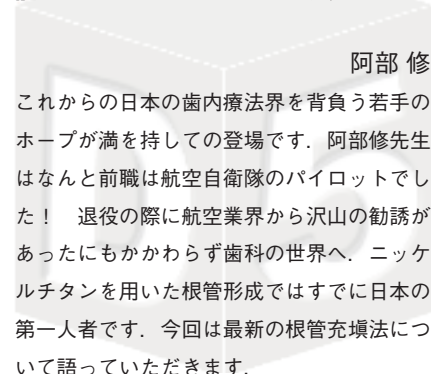 阿部 修
これからの日本の歯内療法界を背負う若手の
ホープが満を持しての登場です．阿部修先生
はなんと前職は航空自衛隊のパイロットでし
た！　退役の際に航空業界から沢山の勧誘が
あったにもかかわらず歯科の世界へ．ニッケ
ルチタンを用いた根管形成ではすでに日本の
第一人者です．今回は最新の根管充塡法につ
いて語っていただきます．